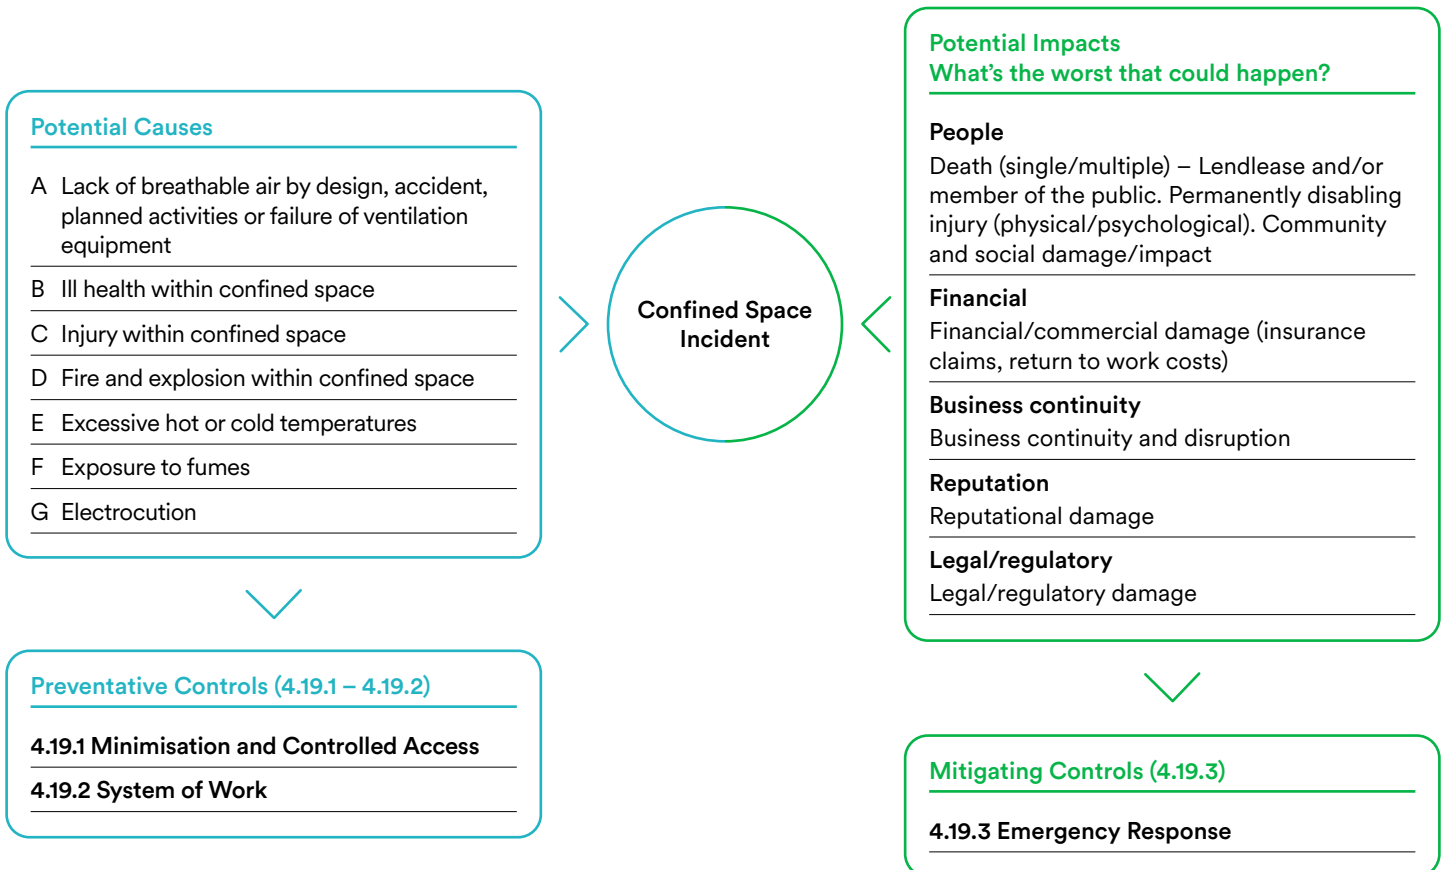 Potential Causes
A Lack of breathable air by design, accident,
planned activities or failure of ventilation
equipment
B Ill health within confined space
C Injury within confined space
D Fire and explosion within confined space
E Excessive hot or cold temperatures
F Exposure to fumes
G Electrocution
Preventative Controls (4.19.1 – 4.19.2)
4.19.1 Minimisation and Controlled Access
4.19.2 System of Work
Confined Space
Incident
Potential Impacts
What’s the worst that could happen?
People
Death (single/multiple) – Lendlease and/or
member of the public. Permanently disabling
injury (physical/psychological). Community
and social damage/impact
Financial
Financial/commercial damage (insurance
claims, return to work costs)
Business continuity
Business continuity and disruption
Reputation
Reputational damage
Legal/regulatory
Legal/regulatory damage
Mitigating Controls (4.19.3)
4.19.3 Emergency Response